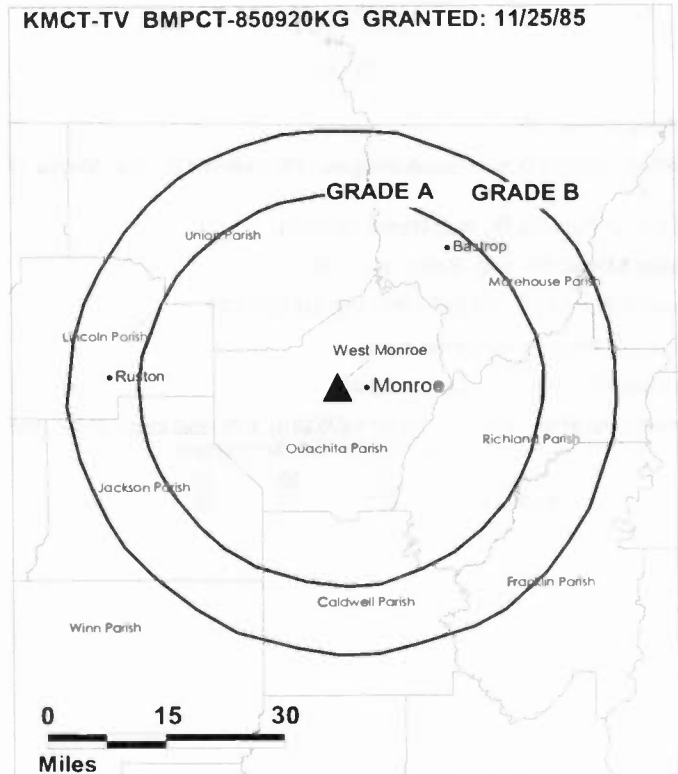 KMCT-TV BMPCT-850920KG GRANTED: 11/25/85
GRADE A GRADE B
Union Parish
Bastrop
Morehouse Parish
Lincoln Parish
West Monroe
Ruston
Monroe
Richland Parish
Ouachita Parish
Jackson Parish
Franklin Parish
Caldwell Parish
Winn Parish
0 15 30
Miles